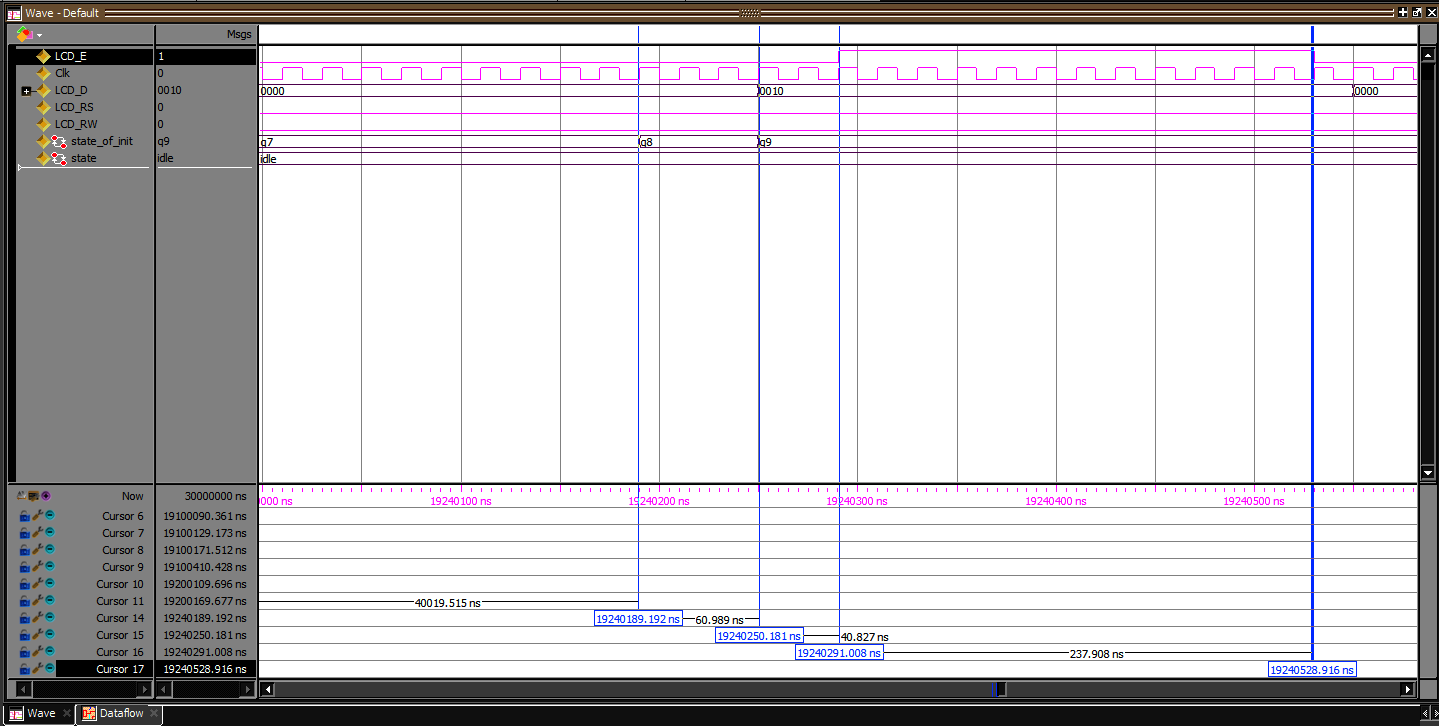 Wave - Default
Msgs
LCD_E 1
Clk 0
LCD_D 0010 0000 0010 0000
LCD_RS 0
LCD_RW 0
state_of_init q9 q7 q8 q9
state idle idle
Now 30000000 ns 000 ns 19240100 ns 19240200 ns 19240300 ns 19240400 ns 19240500 ns
Cursor 6 19100090.361 ns
Cursor 7 19100129.173 ns
Cursor 8 19100171.512 ns
Cursor 9 19100410.428 ns
Cursor 10 19200109.696 ns
Cursor 11 19200169.677 ns 40019.515 ns
Cursor 14 19240189.192 ns 19240189.192 ns 60.989 ns
Cursor 15 19240250.181 ns 19240250.181 ns 40.827 ns
Cursor 16 19240291.008 ns 19240291.008 ns 237.908 ns
Cursor 17 19240528.916 ns 19240528.916 ns
Wave Dataflow